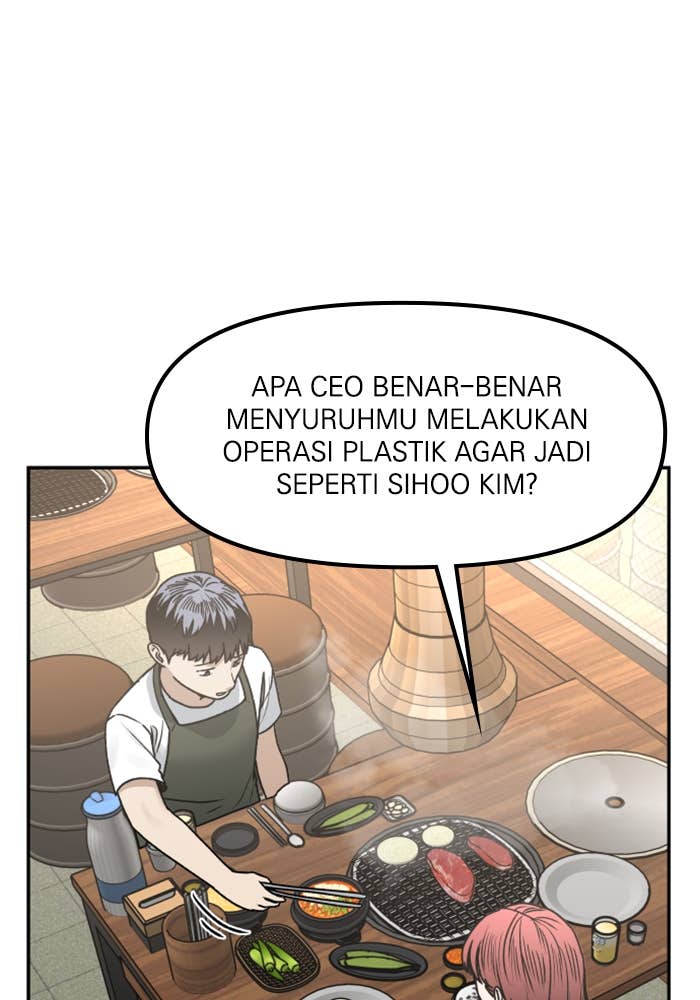 APA CEO BENAR-BENAR
MENYURUHMU MELAKUKAN
OPERASI PLASTIK AGAR JADI
SEPERTI SIHOO KIM?